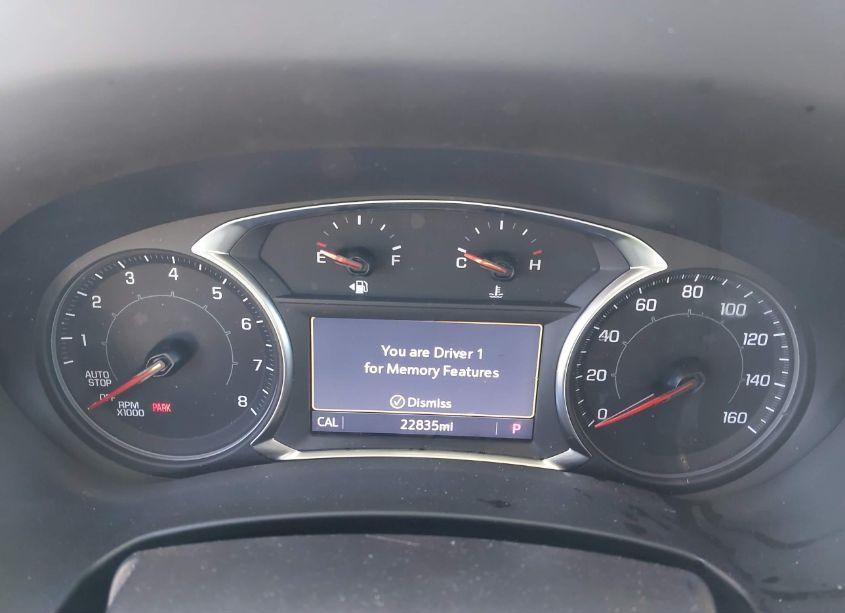 E F
C H
1 2 3 4 5 6 7 8
AUTO
STOP
OFF
RPM
X1000
PARK
You are Driver 1
for Memory Features
Dismiss
CAL 22835mi P
0 20 40 60 80 100 120 140 160